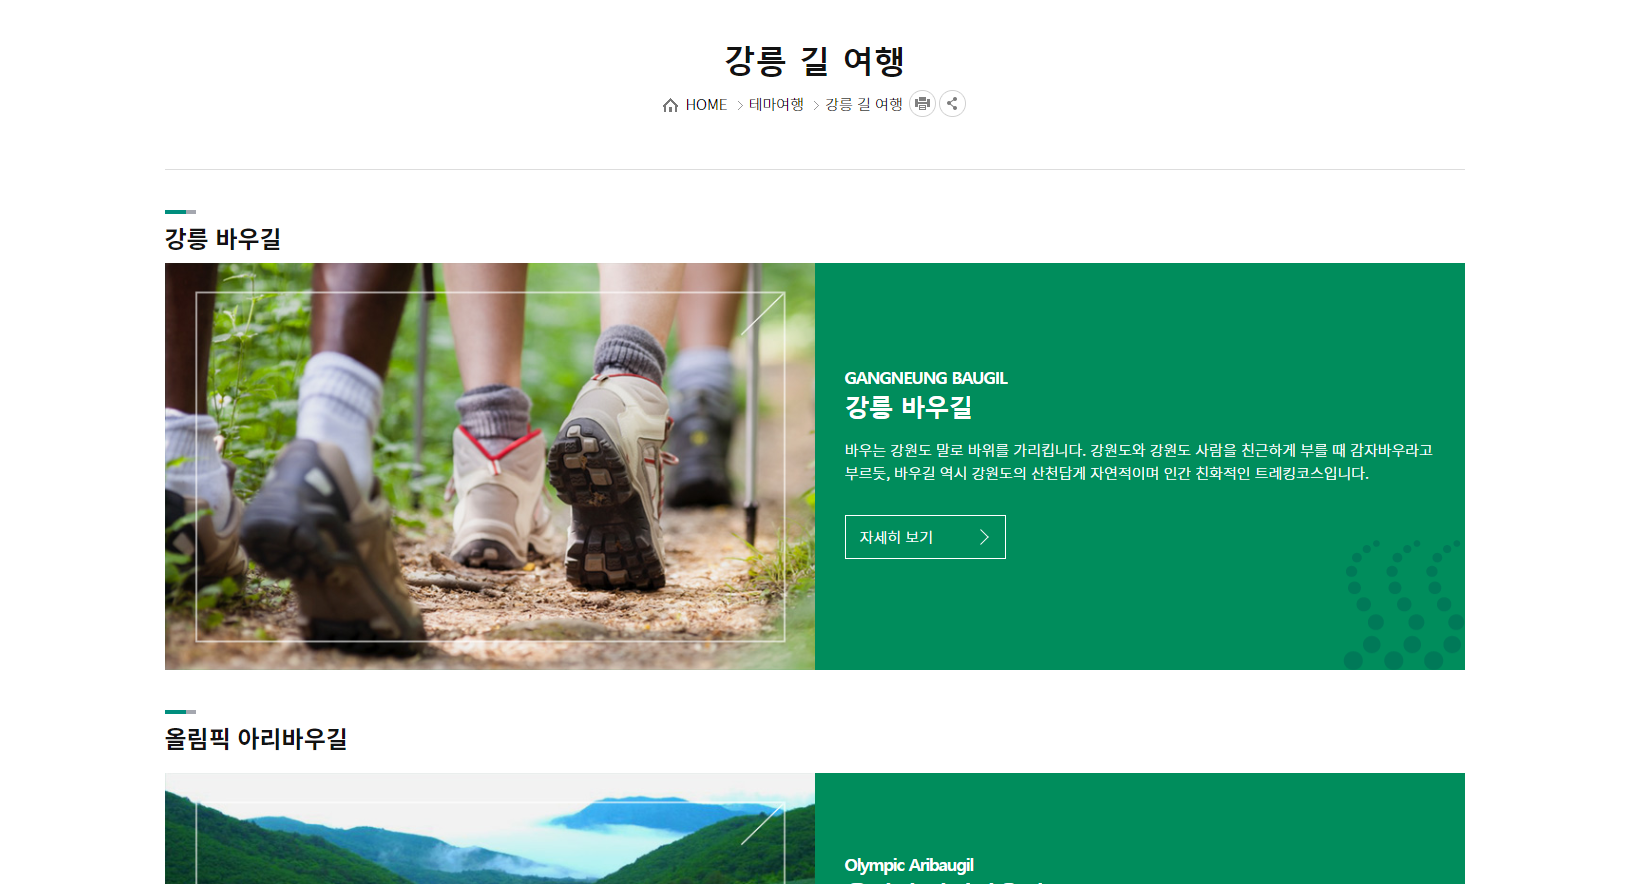 강릉 길 여행
HOME 테마여행 강릉 길 여행
강릉 바우길
GANGNEUNG BAUGIL
강릉 바우길
바우는 강원도 말로 바위를 가리킵니다. 강원도와 강원도 사람을 친근하게 부를 때 감자바우라고
부르듯, 바우길 역시 강원도의 산천답게 자연적이며 인간 친화적인 트레킹코스입니다.
자세히 보기
올림픽 아리바우길
Olympic Aribaugil